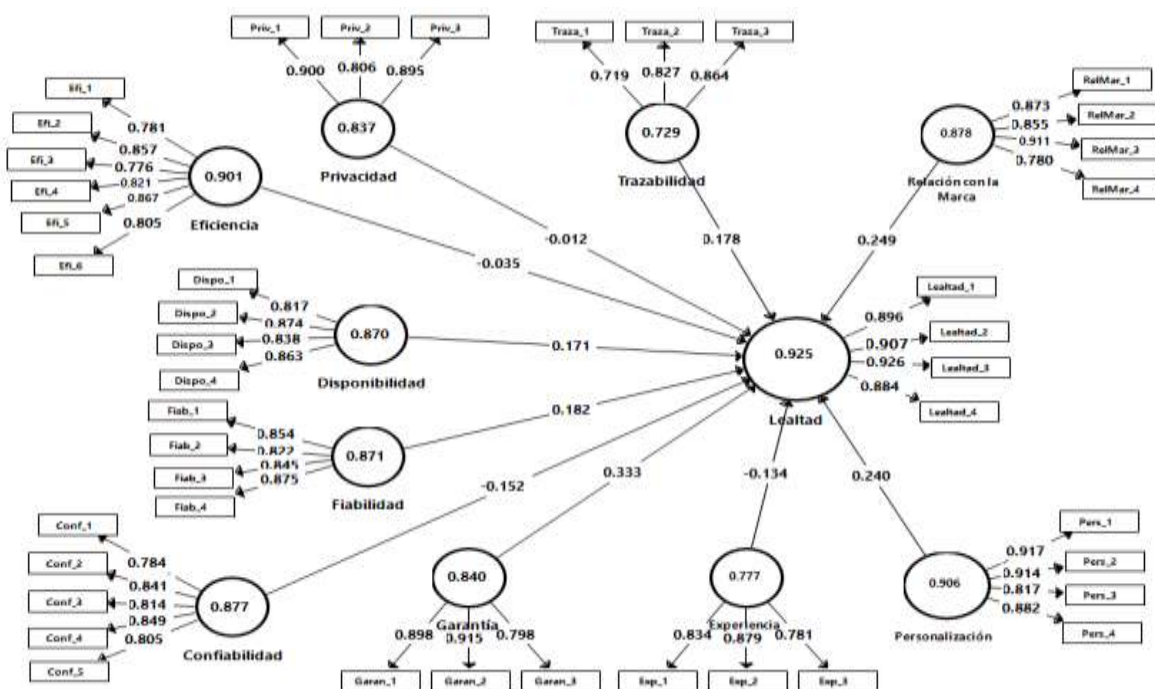 Priv_1
Priv_2
Priv_3
0.900
0.806
0.895
0.837
Privacidad
Traza_1
Traza_2
Traza_3
0.719
0.827
0.864
0.729
Trazabilidad
RelMar_1
RelMar_2
RelMar_3
RelMar_4
0.873
0.855
0.911
0.780
0.878
Relación con la
Marca
Efi_1
Efi_2
Efi_3
Efi_4
Efi_5
Efi_6
0.781
0.857
0.776
0.821
0.867
0.805
0.901
Eficiencia
-0.012
-0.035
0.178
0.249
Dispo_1
Dispo_2
Dispo_3
Dispo_4
0.817
0.874
0.838
0.863
0.870
Disponibilidad
0.171
Lealtad_1
Lealtad_2
Lealtad_3
Lealtad_4
0.896
0.907
0.926
0.884
0.925
Lealtad
Fiab_1
Fiab_2
Fiab_3
Fiab_4
0.854
0.822
0.845
0.875
0.871
Fiabilidad
0.182
-0.152
0.333
-0.134
0.240
Conf_1
Conf_2
Conf_3
Conf_4
Conf_5
0.784
0.841
0.814
0.849
0.805
0.877
Confiabilidad
0.840
Garantía
0.898
0.915
0.798
Garan_1
Garan_2
Garan_3
0.777
Experiencia
0.834
0.879
0.781
Exp_1
Exp_2
Exp_3
0.906
Personalización
0.917
0.914
0.817
0.882
Pers_1
Pers_2
Pers_3
Pers_4